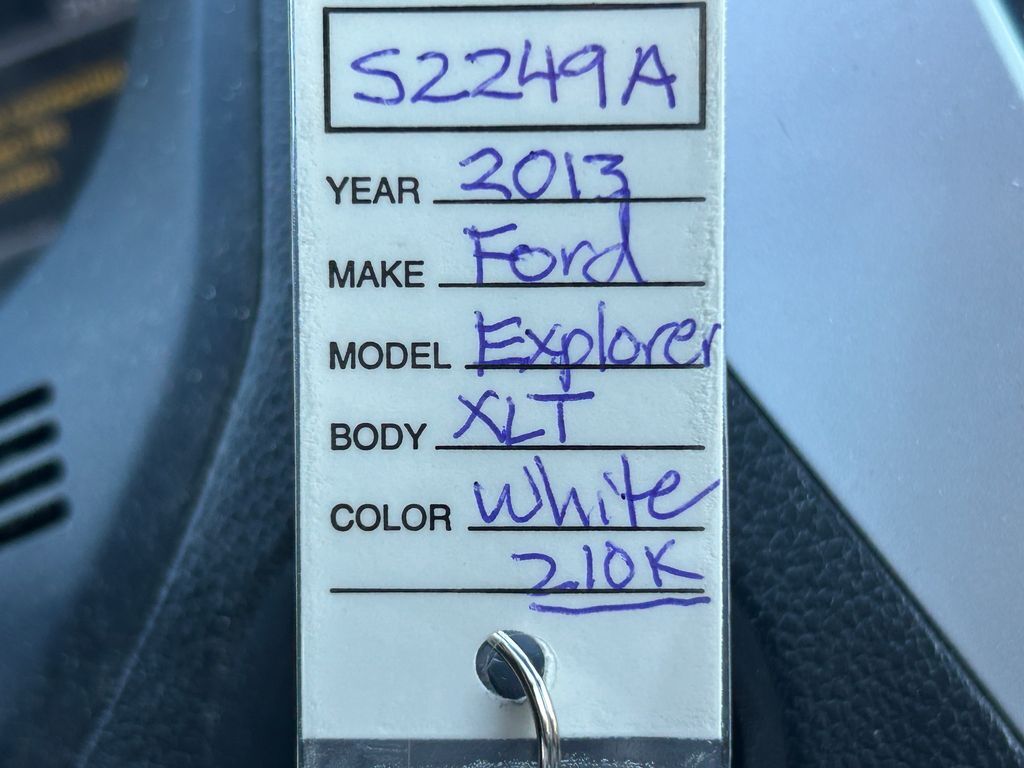 S2249A
YEAR 2013
MAKE Ford
MODEL Explorer
BODY XLT
COLOR White
210K